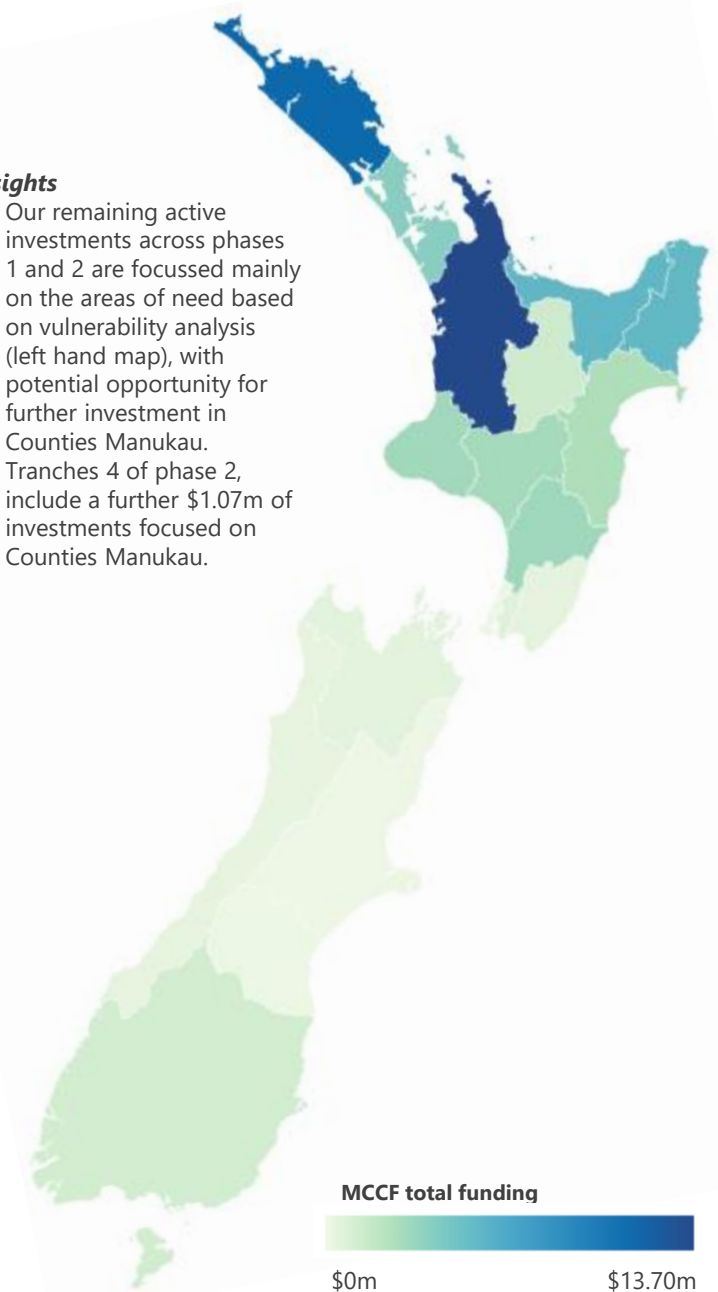 sights
Our remaining active
investments across phases
1 and 2 are focussed mainly
on the areas of need based
on vulnerability analysis
(left hand map), with
potential opportunity for
further investment in
Counties Manukau.
Tranches 4 of phase 2,
include a further $1.07m of
investments focused on
Counties Manukau.
MCCF total funding
$0m $13.70m